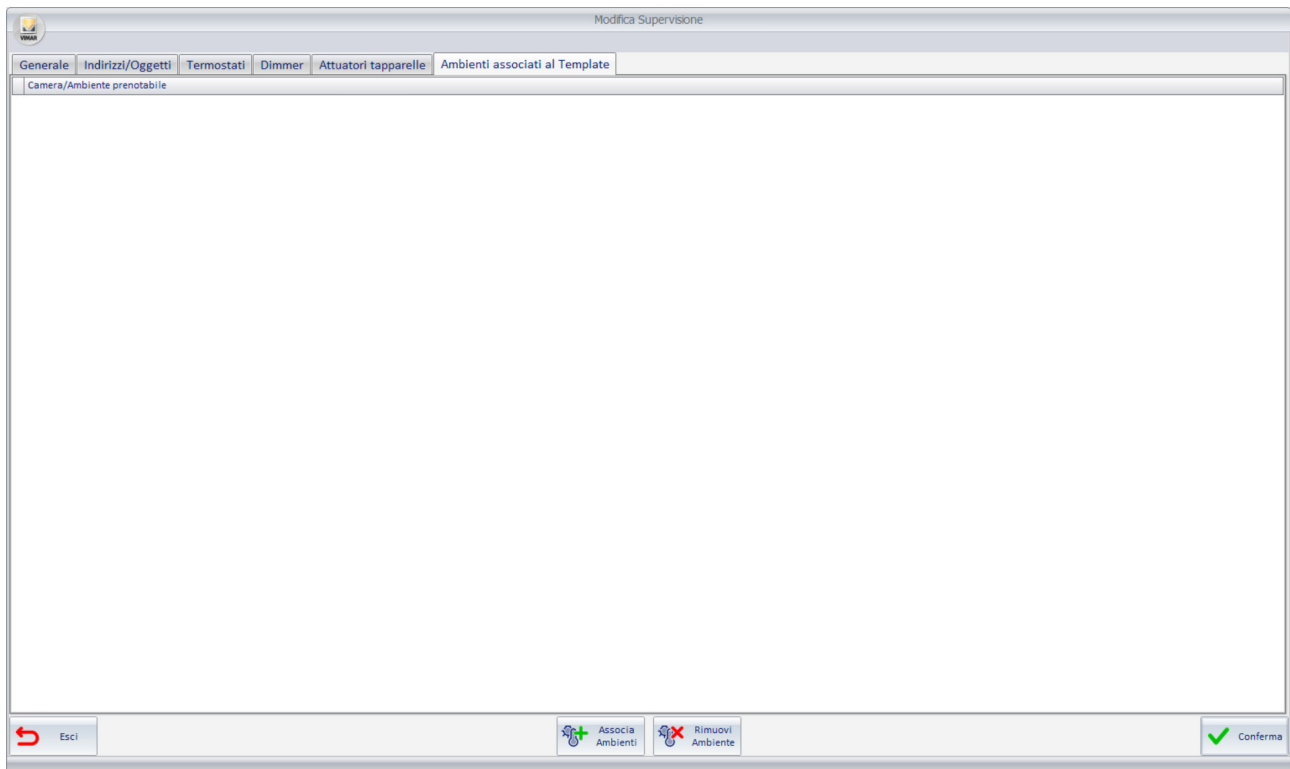 Modifica Supervisione
VIMAR
Generale Indirizzi/Oggetti Termostati Dimmer Attuatori tapparelle Ambienti associati al Template
Camera/Ambiente prenotabile
Esci
Associa
Ambienti
Rimuovi
Ambiente
Conferma